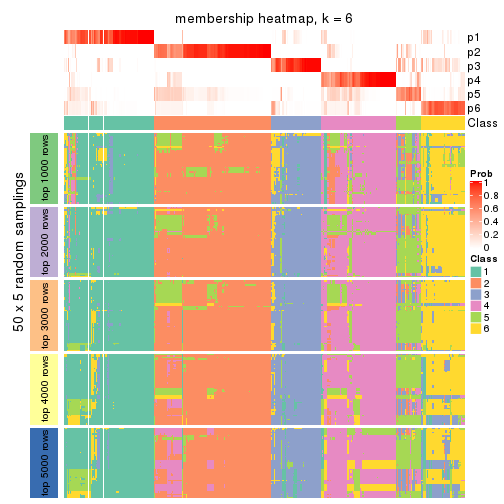 membership heatmap, k = 6
p1
p2
p3
p4
p5
p6
Class
50 x 5 random samplings
top 1000 rows
top 2000 rows
top 3000 rows
top 4000 rows
top 5000 rows
Prob
1
0.8
0.6
0.4
0.2
0
Class
1
2
3
4
5
6